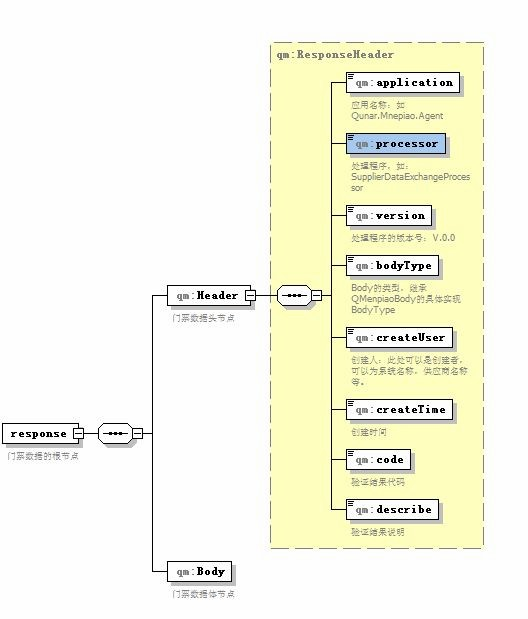 qm:ResponseHeader
qm:application
应用名称：如
Qunar.Mnepiao.Agent
qm:processor
处理程序，如：
SupplierDataExchangeProces
sor
qm:version
处理程序的版本号：V.0.0
qm:bodyType
Body的类型，继承
QMenpiaoBody的具体实现
BodyType
qm:Header
门票数据头节点
qm:createUser
创建人：此处可以是创建者，
可以为系统名称，供应商名称
等。
qm:createTime
创建时间
response
门票数据的根节点
qm:code
验证结果代码
qm:describe
验证结果说明
qm:Body
门票数据体节点